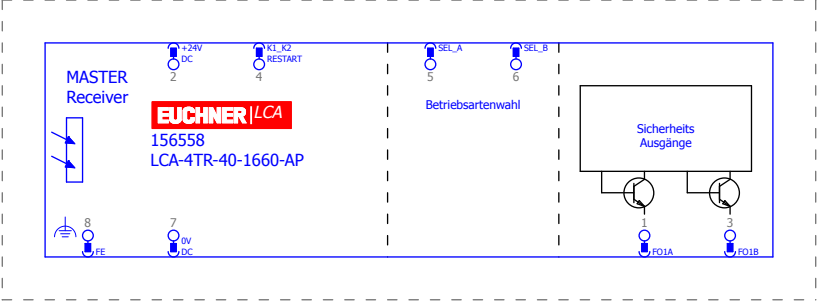 +24V
DC
2
K1_K2
RESTART
4
SEL_A
5
SEL_B
6
MASTER
Receiver
EUCHNER LCA
156558
LCA-4TR-40-1660-AP
Betriebsartenwahl
Sicherheits
Ausgänge
8
FE
7
0V
DC
1
FO1A
3
FO1B